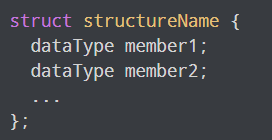 struct structureName {
  dataType member1;
  dataType member2;
  ...
};